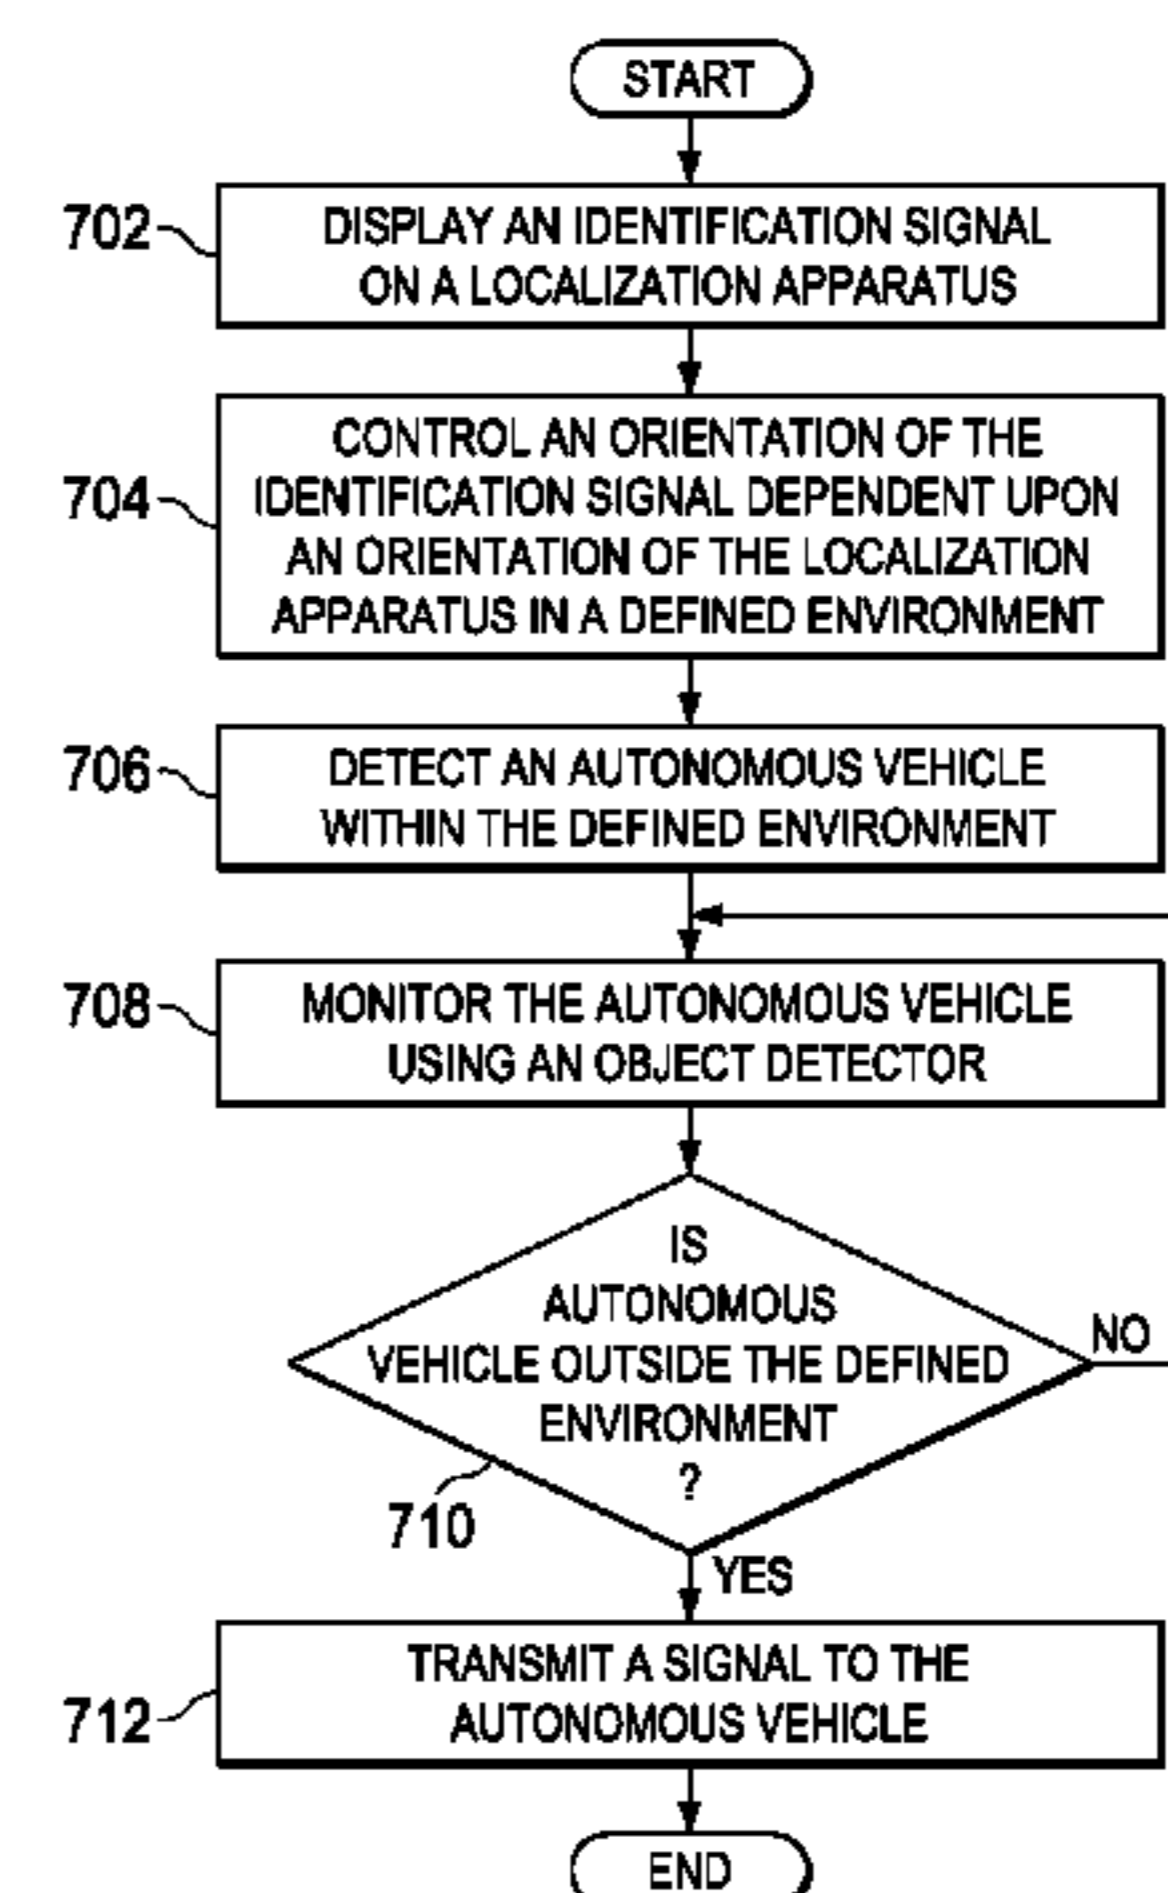 START
702
DISPLAY AN IDENTIFICATION SIGNAL
ON A LOCALIZATION APPARATUS
704
CONTROL AN ORIENTATION OF THE
IDENTIFICATION SIGNAL DEPENDENT UPON
AN ORIENTATION OF THE LOCALIZATION
APPARATUS IN A DEFINED ENVIRONMENT
706
DETECT AN AUTONOMOUS VEHICLE
WITHIN THE DEFINED ENVIRONMENT
708
MONITOR THE AUTONOMOUS VEHICLE
USING AN OBJECT DETECTOR
IS
AUTONOMOUS
VEHICLE OUTSIDE THE DEFINED
ENVIRONMENT
?
NO
710
YES
712
TRANSMIT A SIGNAL TO THE
AUTONOMOUS VEHICLE
END